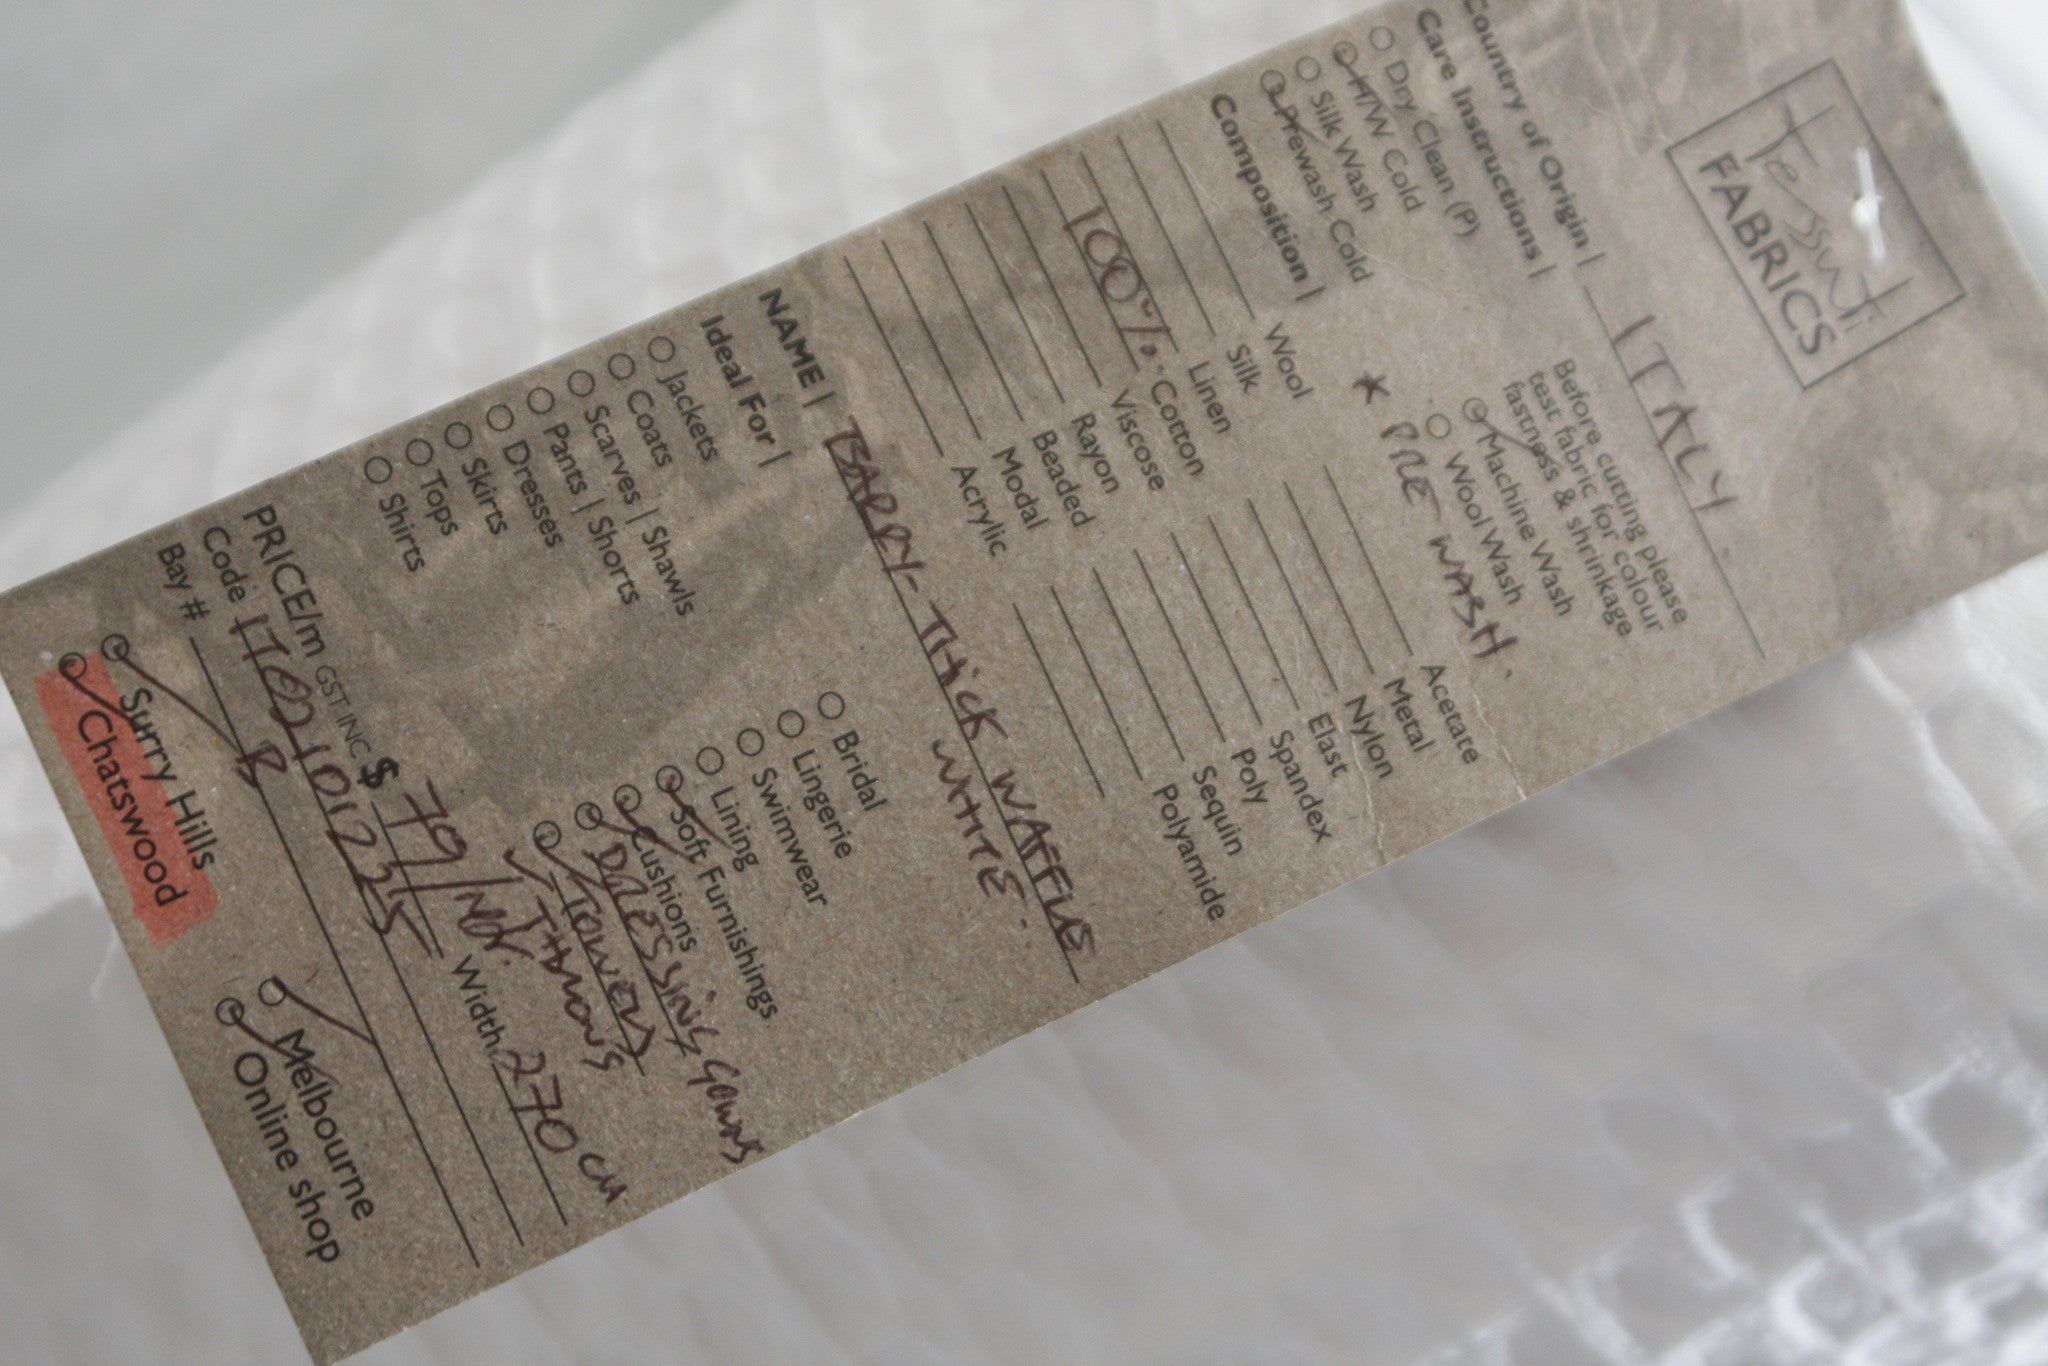 Tessuti
FABRICS
Country of Origin | ITALY
Care Instructions |
Dry Clean (P)
H/W Cold
Silk Wash
Prewash Cold
Before cutting please
test fabric for colour
fastness & shrinkage
Machine Wash
Wool Wash
* PRE WASH.
Composition |
Wool
Silk
Linen
100% Cotton
Viscose
Rayon
Beaded
Modal
Acrylic
Acetate
Metal
Nylon
Elast
Spandex
Poly
Sequin
Polyamide
NAME | BARRY - THICK WAFFLE
WHITE.
Ideal For |
Jackets
Coats
Scarves | Shawls
Pants | Shorts
Dresses
Skirts
Tops
Shirts
Bridal
Lingerie
Swimwear
Lining
Soft Furnishings
Cushions
DRESSING GOWNS
TOWELS
THROWS
PRICE/m GST INC $ 79/
Width: 270 CM
Code
Bay #
Surry Hills
Chatswood
Melbourne
Online shop